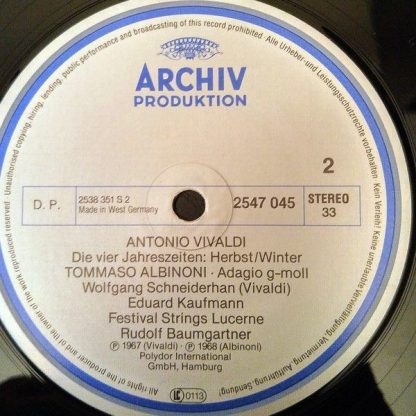 ARCHIV
PRODUKTION
2
D. P.
2538 351 S 2
Made in West Germany
2547 045
STEREO
33
ANTONIO VIVALDI
Die vier Jahreszeiten: Herbst/Winter
TOMMASO ALBINONI · Adagio g-moll
Wolfgang Schneiderhan (Vivaldi)
Eduard Kaufmann
Festival Strings Lucerne
Rudolf Baumgartner
℗ 1967 (Vivaldi) · ℗ 1968 (Albinoni)
Polydor International
GmbH, Hamburg
LC 0113
All rights of the producer and of the owner of the work reproduced reserved Unauthorised copying, hiring, lending, public performance and broadcasting of this record prohibited. Alle Urheber- und Leistungsschutzrechte vorbehalten Kein Verleih! Keine unerlaubte Vervielfältigung, Vermietung, Aufführung, Sendung!